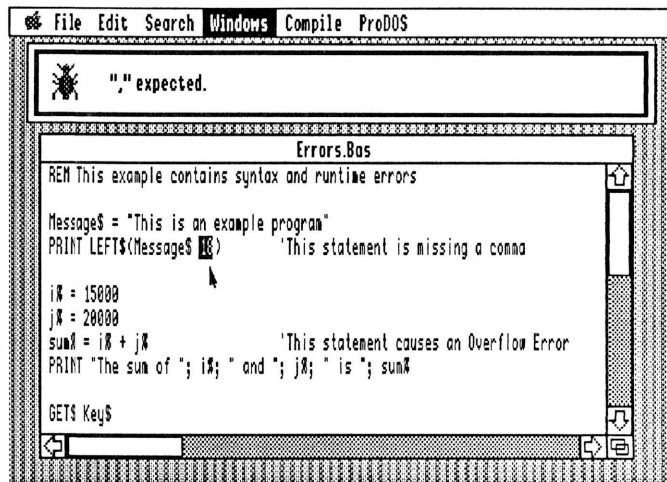 File Edit Search Windows Compile ProDOS
"," expected.
Errors.Bas
REM This example contains syntax and runtime errors
Message$ = "This is an example program"
PRINT LEFT$(Message$ ) 'This statement is missing a comma
i% = 15000
j% = 20000
sum% = i% + j% 'This statement causes an Overflow Error
PRINT "The sum of "; i%; " and "; j%; " is "; sum%
GET$ Key$